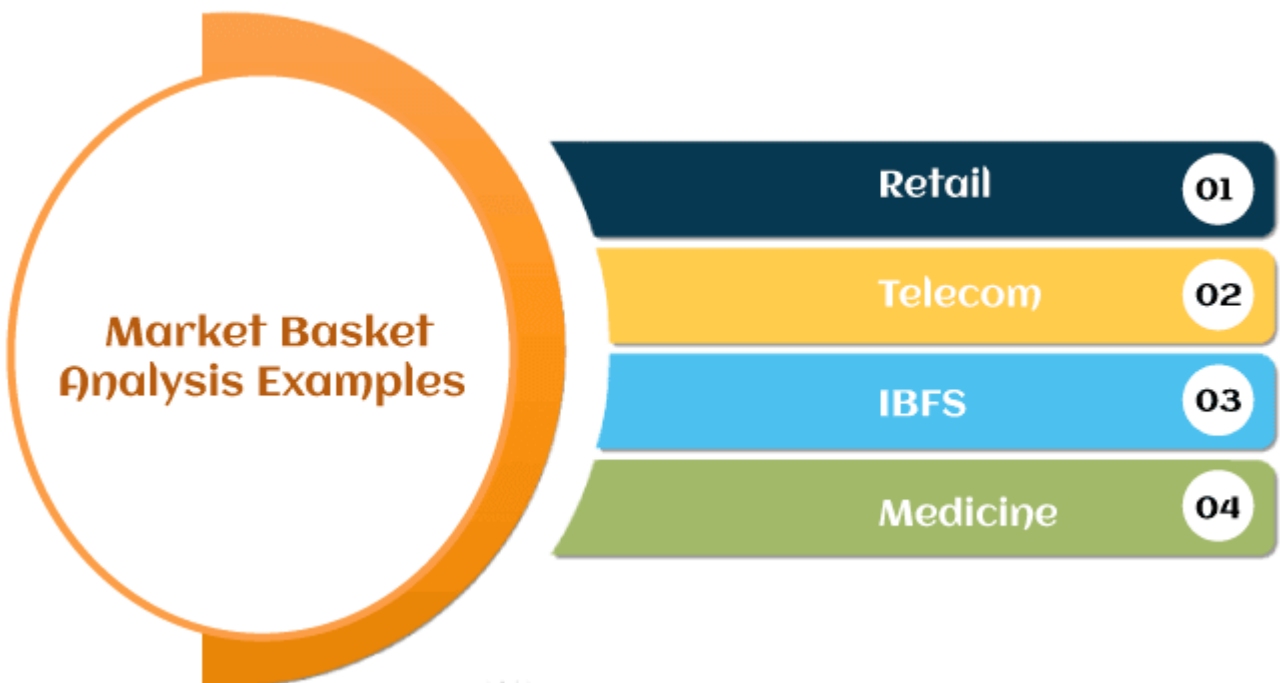 Market Basket
Analysis Examples
Retail 01
Telecom 02
IBFS 03
Medicine 04